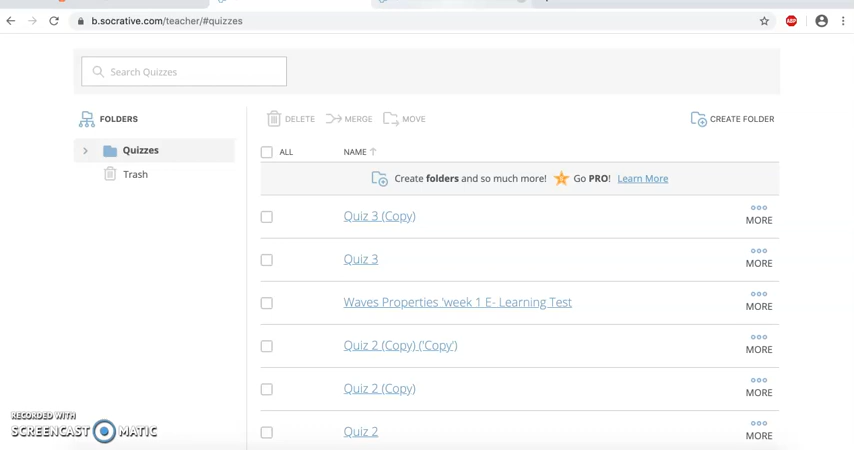 b.socrative.com/teacher/#quizzes
ABP
Search Quizzes
FOLDERS
DELETE MERGE MOVE
CREATE FOLDER
Quizzes
Trash
ALL NAME
Create folders and so much more! Go PRO! Learn More
Quiz 3 (Copy)
MORE
Quiz 3
MORE
Waves Properties 'week 1 E- Learning Test
MORE
Quiz 2 (Copy) ('Copy')
MORE
Quiz 2 (Copy)
MORE
Quiz 2
MORE
RECORDED WITH
SCREENCAST MATIC